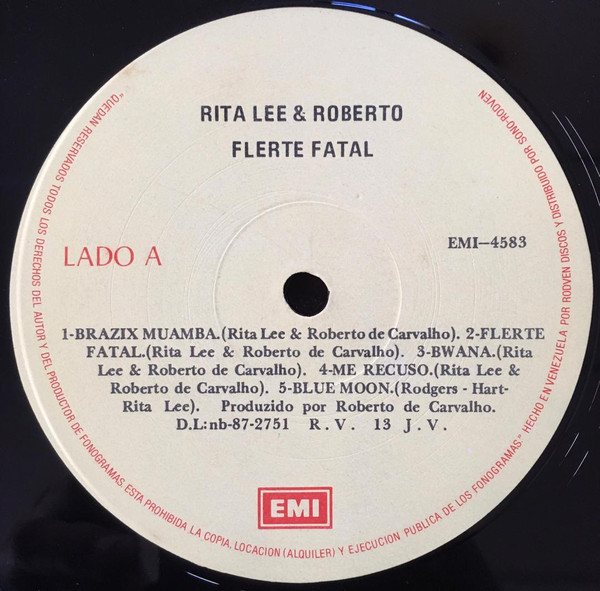 RITA LEE & ROBERTO
FLERTE FATAL
LADO A
EMI-4583
1-BRAZIX MUAMBA.(Rita Lee & Roberto de Carvalho). 2-FLERTE
FATAL.(Rita Lee & Roberto de Carvalho). 3-BWANA.(Rita
Lee & Roberto de Carvalho). 4-ME RECUSO.(Rita Lee &
Roberto de Carvalho). 5-BLUE MOON.(Rodgers - Hart-
Rita Lee). Produzido por Roberto de Carvalho.
D.L:nb-87-2751 R.V. 13 J.V.
EMI
"QUEDAN RESERVADOS TODOS LOS DERECHOS DEL AUTOR Y DEL PRODUCTOR DE FONOGRAMAS. ESTA PROHIBIDA LA COPIA, LOCACION (ALQUILER) Y EJECUCION PUBLICA DE LOS FONOGRAMAS" HECHO EN VENEZUELA POR RODVEN DISCOS Y DISTRIBUIDO POR SONO-RODVEN